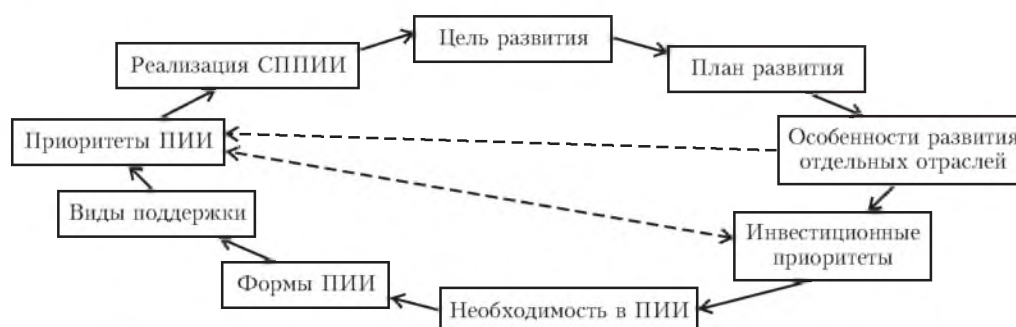 Цель развития
План развития
Особенности развития
отдельных отраслей
Инвестиционные
приоритеты
Необходимость в ПИИ
Формы ПИИ
Виды поддержки
Приоритеты ПИИ
Реализация СППИИ